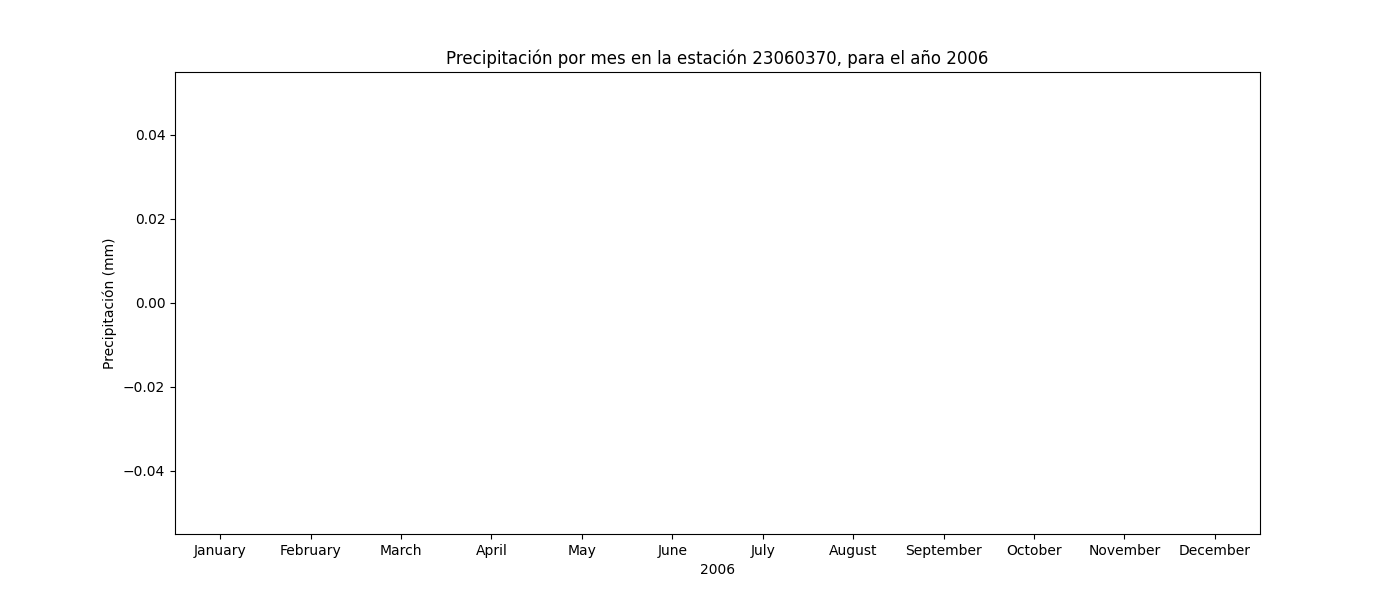 Precipitación por mes en la estación 23060370, para el año 2006
0.04
0.02
0.00
−0.02
−0.04
Precipitación (mm)
January February March April May June July August September October November December
2006